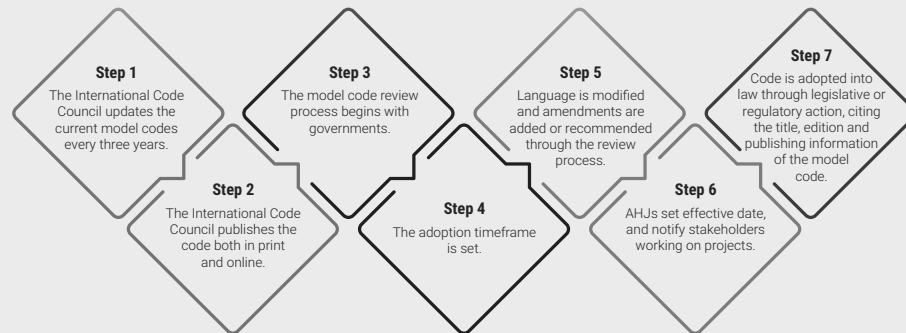 Step 1
The International Code
Council updates the
current model codes
every three years.
Step 2
The International Code
Council publishes the
code both in print
and online.
Step 3
The model code review
process begins with
governments.
Step 4
The adoption timeframe
is set.
Step 5
Language is modified
and amendments are
added or recommended
through the review
process.
Step 6
AHJs set effective date,
and notify stakeholders
working on projects.
Step 7
Code is adopted into
law through legislative or
regulatory action, citing
the title, edition and
publishing information
of the model
code.